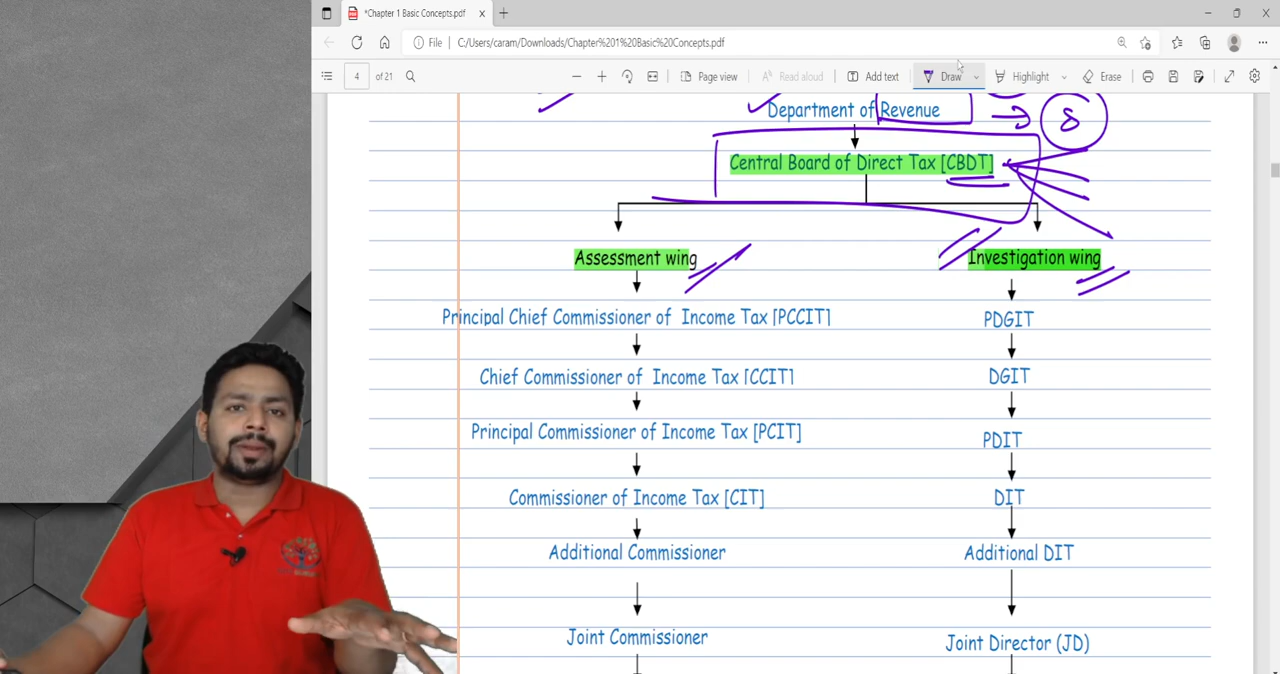 *Chapter 1 Basic Concepts.pdf
File C:/Users/caram/Downloads/Chapter%201%20Basic%20Concepts.pdf
4 of 21 Page view Read aloud Add text Draw Highlight Erase
Department of Revenue 8
Central Board of Direct Tax [CBDT]
Assessment wing Investigation wing
Principal Chief Commissioner of Income Tax [PCCIT] PDGIT
Chief Commissioner of Income Tax [CCIT] DGIT
Principal Commissioner of Income Tax [PCIT] PDIT
Commissioner of Income Tax [CIT] DIT
Additional Commissioner Additional DIT
Joint Commissioner Joint Director (JD)